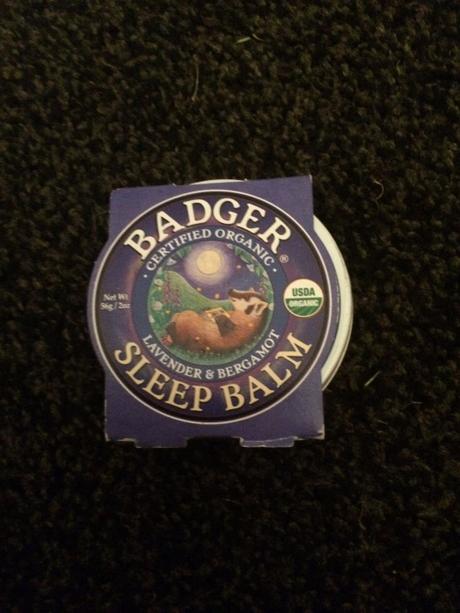 BADGER®
· CERTIFIED ORGANIC ·
USDA
ORGANIC
Net Wt
56g / 2oz
LAVENDER & BERGAMOT
SLEEP BALM